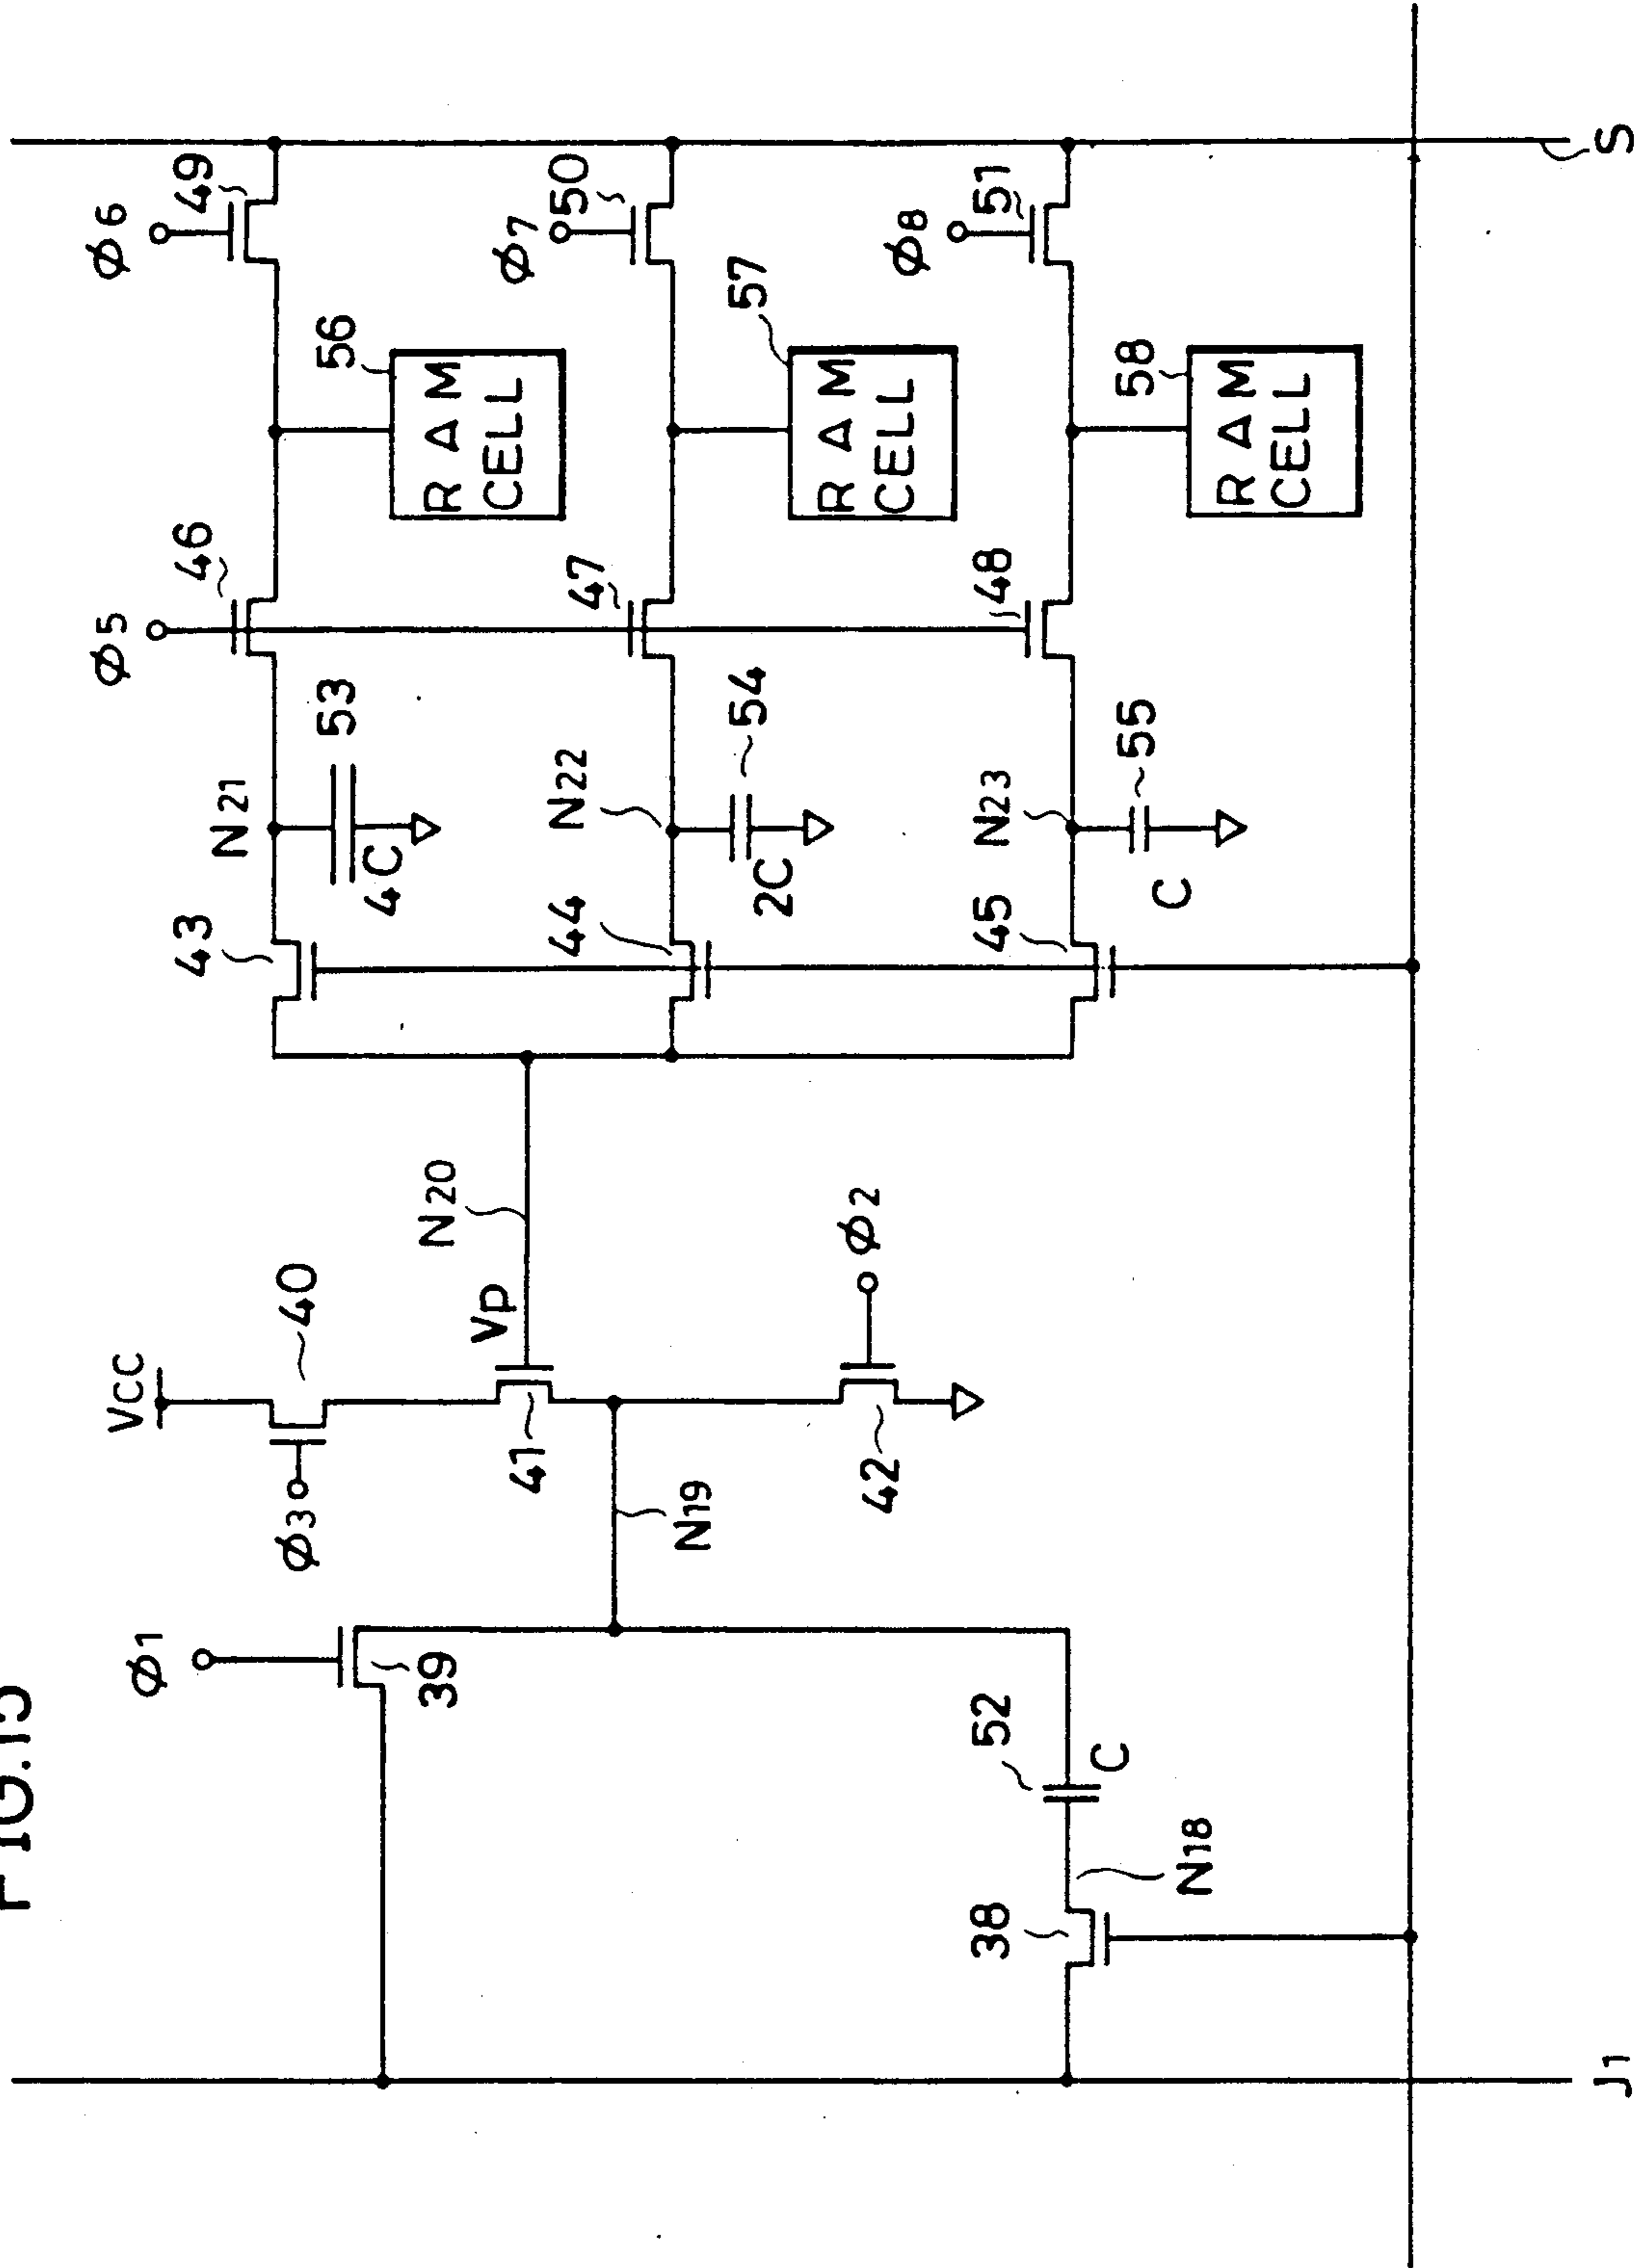 FIG.15
φ1
VCC
φ5
φ6
43
46
49
N21
φ3
40
53
56
4C
39
N20
RAM
CELL
Vp
41
φ7
44
N22
47
50
N19
54
57
2C
RAM
CELL
φ2
42
φ8
38
52
45
N23
48
51
C
55
58
N18
C
RAM
CELL
J1
S